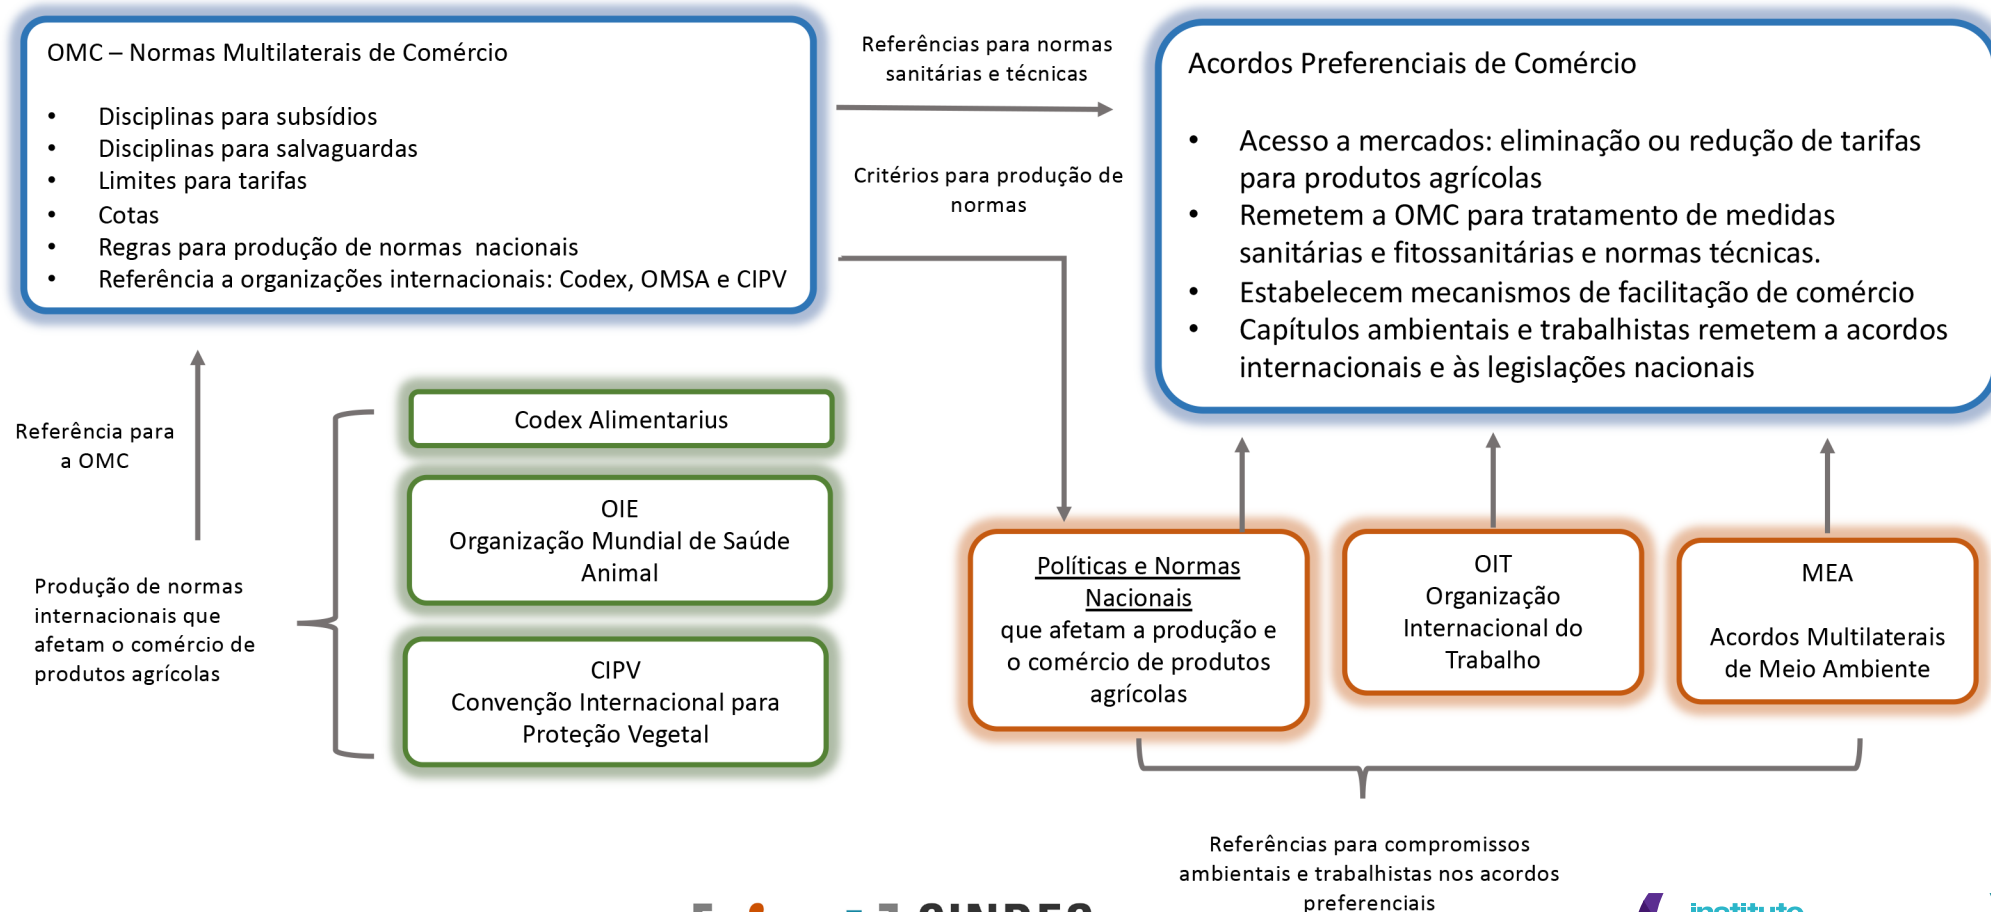 OMC – Normas Multilaterais de Comércio
• Disciplinas para subsídios
• Disciplinas para salvaguardas
• Limites para tarifas
• Cotas
• Regras para produção de normas nacionais
• Referência a organizações internacionais: Codex, OMSA e CIPV
Referências para normas
sanitárias e técnicas
Critérios para produção de
normas
Acordos Preferenciais de Comércio
• Acesso a mercados: eliminação ou redução de tarifas
para produtos agrícolas
• Remetem a OMC para tratamento de medidas
sanitárias e fitossanitárias e normas técnicas.
• Estabelecem mecanismos de facilitação de comércio
• Capítulos ambientais e trabalhistas remetem a acordos
internacionais e às legislações nacionais
Referência para
a OMC
Produção de normas
internacionais que
afetam o comércio de
produtos agrícolas
Codex Alimentarius
OIE
Organização Mundial de Saúde
Animal
CIPV
Convenção Internacional para
Proteção Vegetal
Políticas e Normas
Nacionais
que afetam a produção e
o comércio de produtos
agrícolas
OIT
Organização
Internacional do
Trabalho
MEA
Acordos Multilaterais
de Meio Ambiente
Referências para compromissos
ambientais e trabalhistas nos acordos
preferenciais
CINDES
instituto